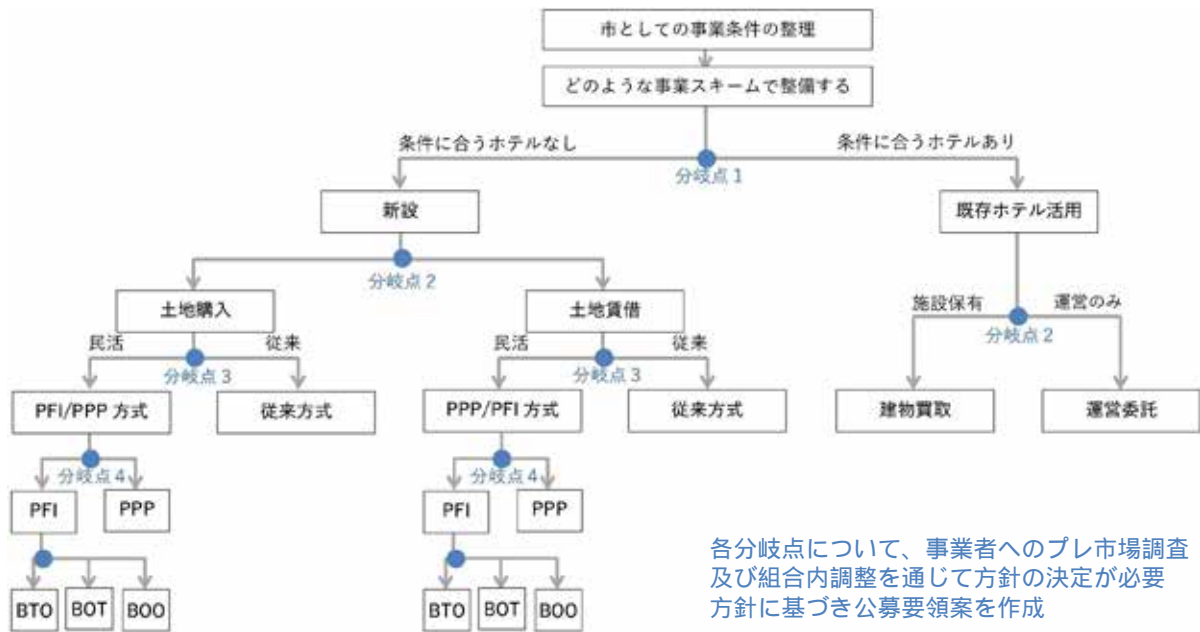 市としての事業条件の整理
どのような事業スキームで整備する
条件に合うホテルなし
条件に合うホテルあり
分岐点1
新設
既存ホテル活用
分岐点2
土地購入
土地賃借
施設保有
運営のみ
分岐点2
民活
従来
民活
従来
分岐点3
分岐点3
PFI/PPP 方式
従来方式
PPP/PFI 方式
従来方式
建物買取
運営委託
分岐点4
分岐点4
PFI
PPP
PFI
PPP
BTO
BOT
BOO
BTO
BOT
BOO
各分岐点について、事業者へのプレ市場調査
及び組合内調整を通じて方針の決定が必要
方針に基づき公募要領案を作成